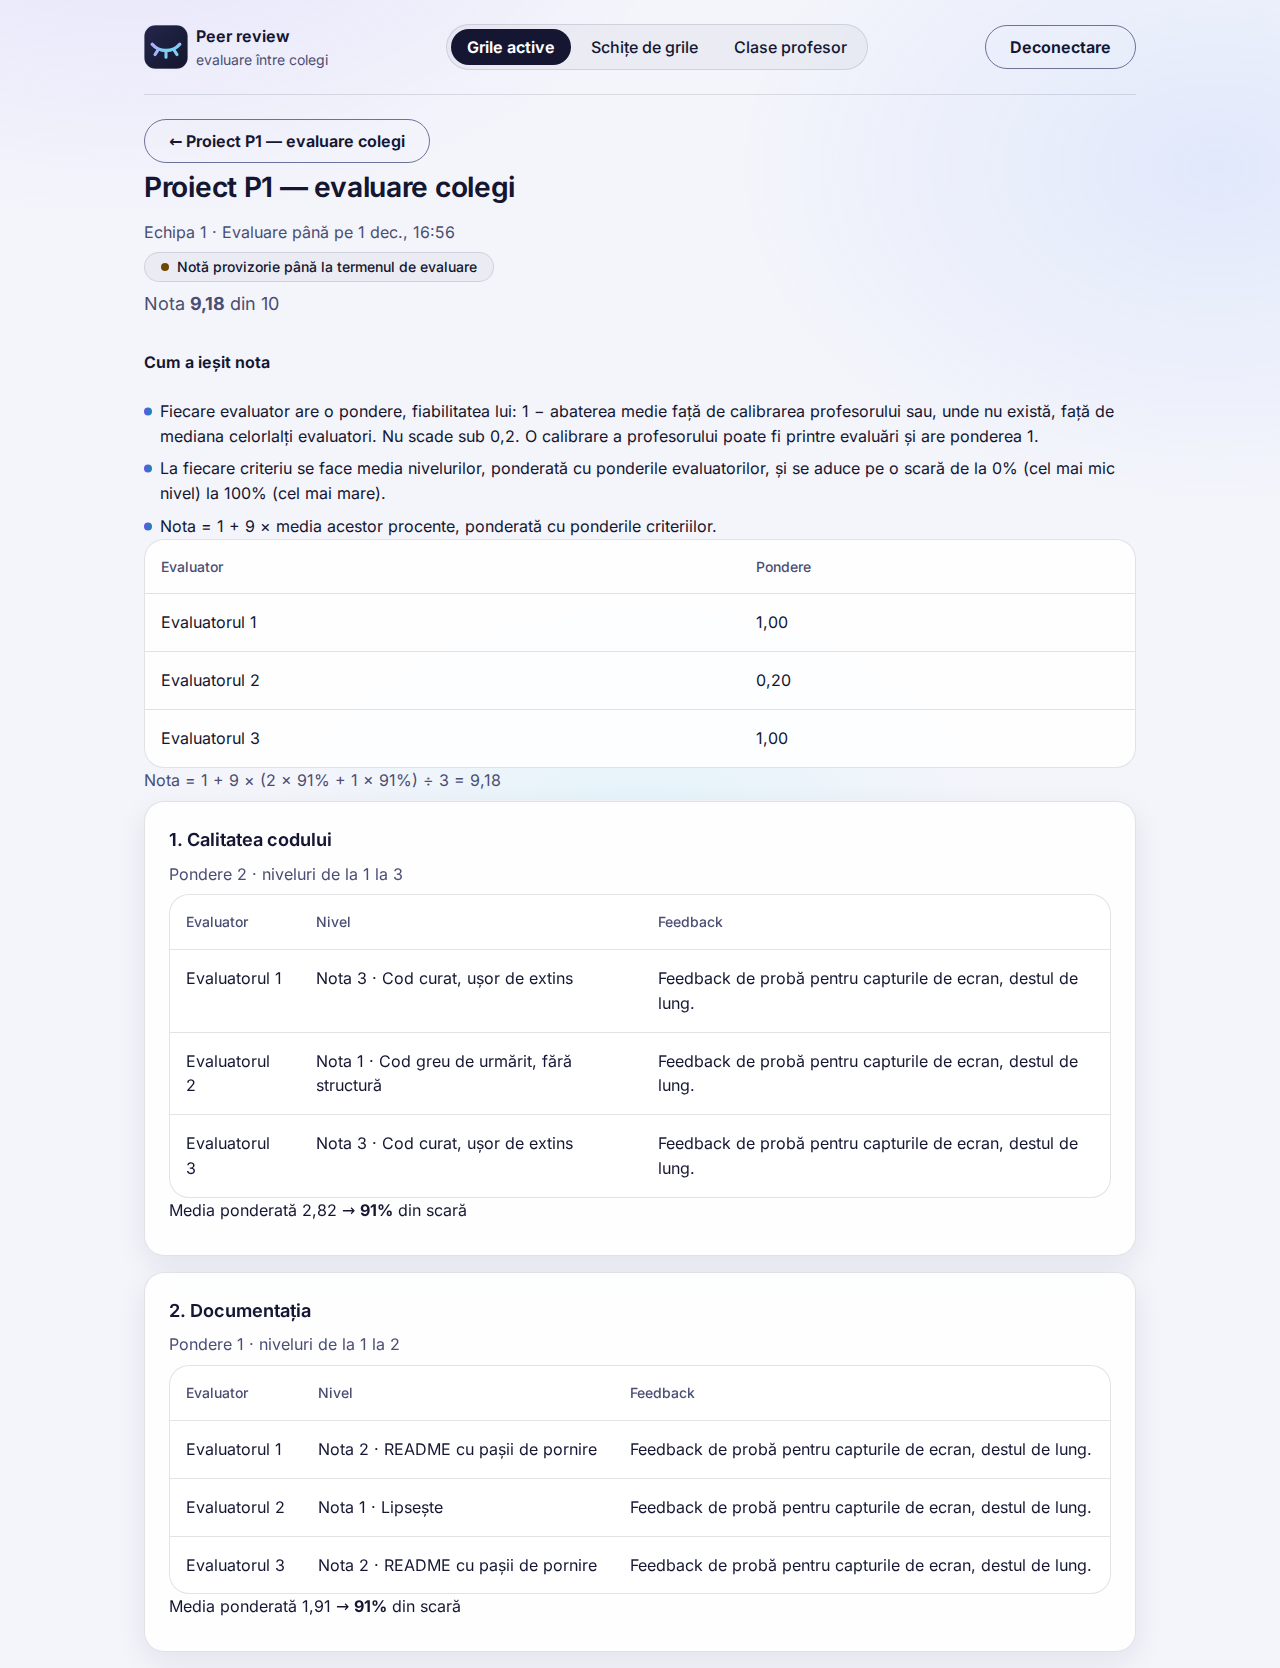 Peer review
evaluare între colegi
Grile active
Schițe de grile
Clase profesor
Deconectare
← Proiect P1 — evaluare colegi
Proiect P1 — evaluare colegi
Echipa 1 · Evaluare până pe 1 dec., 16:56
Notă provizorie până la termenul de evaluare
Nota 9,18 din 10
Cum a ieșit nota
Fiecare evaluator are o pondere, fiabilitatea lui: 1 − abaterea medie față de calibrarea profesorului sau, unde nu există, față de
mediana celorlalți evaluatori. Nu scade sub 0,2. O calibrare a profesorului poate fi printre evaluări și are ponderea 1.
La fiecare criteriu se face media nivelurilor, ponderată cu ponderile evaluatorilor, și se aduce pe o scară de la 0% (cel mai mic
nivel) la 100% (cel mai mare).
Nota = 1 + 9 × media acestor procente, ponderată cu ponderile criteriilor.
Evaluator Pondere
Evaluatorul 1 1,00
Evaluatorul 2 0,20
Evaluatorul 3 1,00
Nota = 1 + 9 × (2 × 91% + 1 × 91%) ÷ 3 = 9,18
1. Calitatea codului
Pondere 2 · niveluri de la 1 la 3
Evaluator Nivel Feedback
Evaluatorul 1 Nota 3 · Cod curat, ușor de extins Feedback de probă pentru capturile de ecran, destul de
lung.
Evaluatorul Nota 1 · Cod greu de urmărit, fără Feedback de probă pentru capturile de ecran, destul de
2 structură lung.
Evaluatorul Nota 3 · Cod curat, ușor de extins Feedback de probă pentru capturile de ecran, destul de
3 lung.
Media ponderată 2,82 → 91% din scară
2. Documentația
Pondere 1 · niveluri de la 1 la 2
Evaluator Nivel Feedback
Evaluatorul 1 Nota 2 · README cu pașii de pornire Feedback de probă pentru capturile de ecran, destul de lung.
Evaluatorul 2 Nota 1 · Lipsește Feedback de probă pentru capturile de ecran, destul de lung.
Evaluatorul 3 Nota 2 · README cu pașii de pornire Feedback de probă pentru capturile de ecran, destul de lung.
Media ponderată 1,91 → 91% din scară